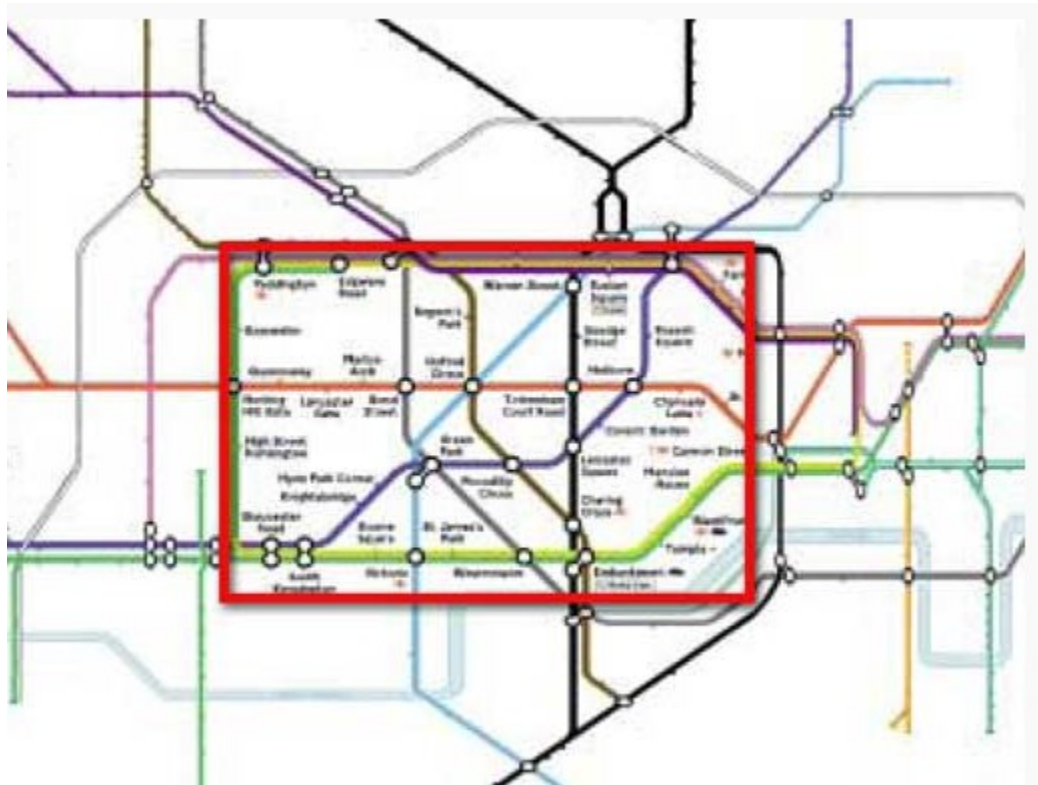 Paddington
Edgware
Road
Warren Street
Euston
Square
Bayswater
Regent's
Park
Goodge
Street
Russell
Square
Marble
Arch
Oxford
Circus
Queensway
Holborn
Notting
Hill Gate
Lancaster
Gate
Bond
Street
Tottenham
Court Road
Chancery
Lane
High Street
Kensington
Green
Park
Covent Garden
Leicester
Square
Cannon Street
Hyde Park Corner
Knightsbridge
Piccadilly
Circus
Mansion
House
Gloucester
Road
Sloane
Square
St. James's
Park
Charing
Cross
Blackfriars
Temple
South
Kensington
Victoria
Westminster
Embankment